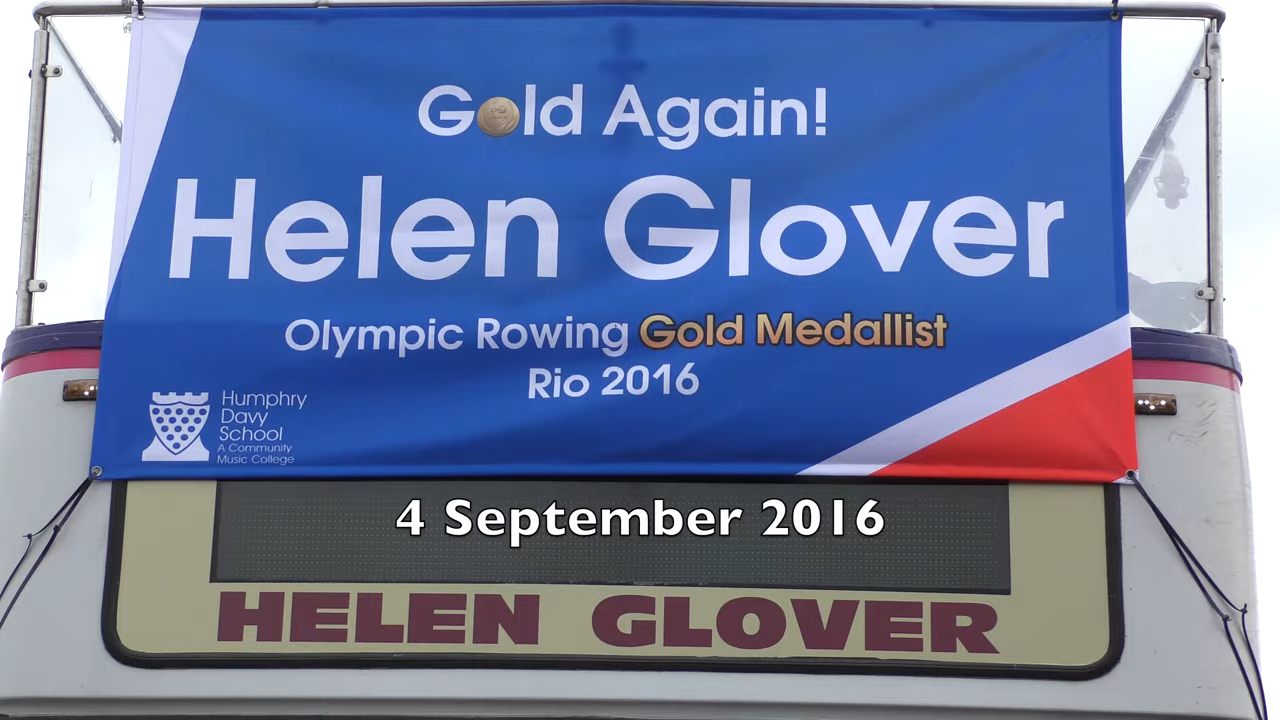 Gold Again!
Helen Glover
Olympic Rowing Gold Medallist
Rio 2016
Humphry
Davy
School
A Community
Music College
4 September 2016
HELEN GLOVER